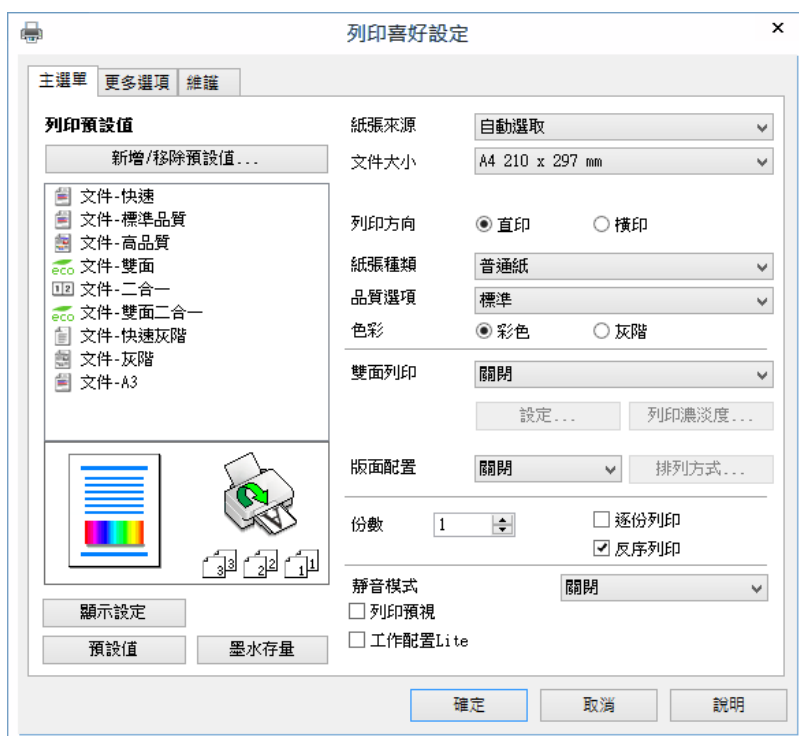 列印喜好設定
主選單
更多選項
維護
列印預設值
新增/移除預設值...
文件-快速
文件-標準品質
文件-高品質
eco 文件-雙面
12 文件-二合一
eco 文件-雙面二合一
文件-快速灰階
文件-灰階
文件-A3
3 3 2 2 1 1
顯示設定
預設值
墨水存量
紙張來源 自動選取
文件大小 A4 210 x 297 mm
列印方向 直印 橫印
紙張種類 普通紙
品質選項 標準
色彩 彩色 灰階
雙面列印 關閉
設定... 列印濃淡度...
版面配置 關閉 排列方式...
份數 1 逐份列印
反序列印
靜音模式 關閉
列印預視
工作配置Lite
確定 取消 說明